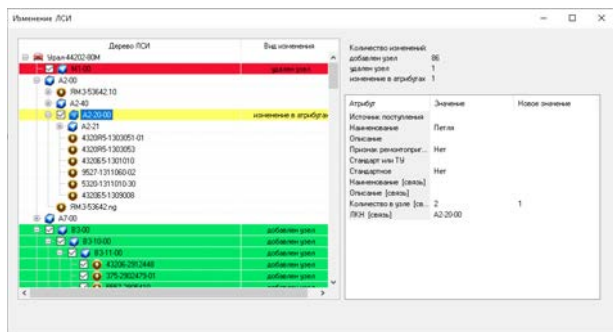 Изменение ЛСИ
Дерево ЛСИ Вид изменения
Урал-44202-80М
удален узел
А2-00
ЯМЗ-53642.10
А2-40
А2-20-00 изменение в атрибутах
А2-21
4320Я5-1303051-01
4320Я5-1303053
4320Б5-1301010
9527-1311060-02
5320-1311010-30
4320Б5-1309008
ЯМЗ-53642.пд
А7-00
В3-00 добавлен узел
В3-10-00 добавлен узел
В3-11-00 добавлен узел
43206-2912448 добавлен узел
375-2902479-01 добавлен узел
Количество изменений:
добавлен узел 86
удален узел 1
изменение в атрибутах 1
Атрибут Значение Новое значение
Источник поступления
Наименование Петля
Описание
Признак ремонтоприг... Нет
Стандарт или ТУ
Стандартное Нет
Наименование [связь]
Описание [связь]
Количество в узле [св... 2 1
ЛКН [связь] А2-20-00